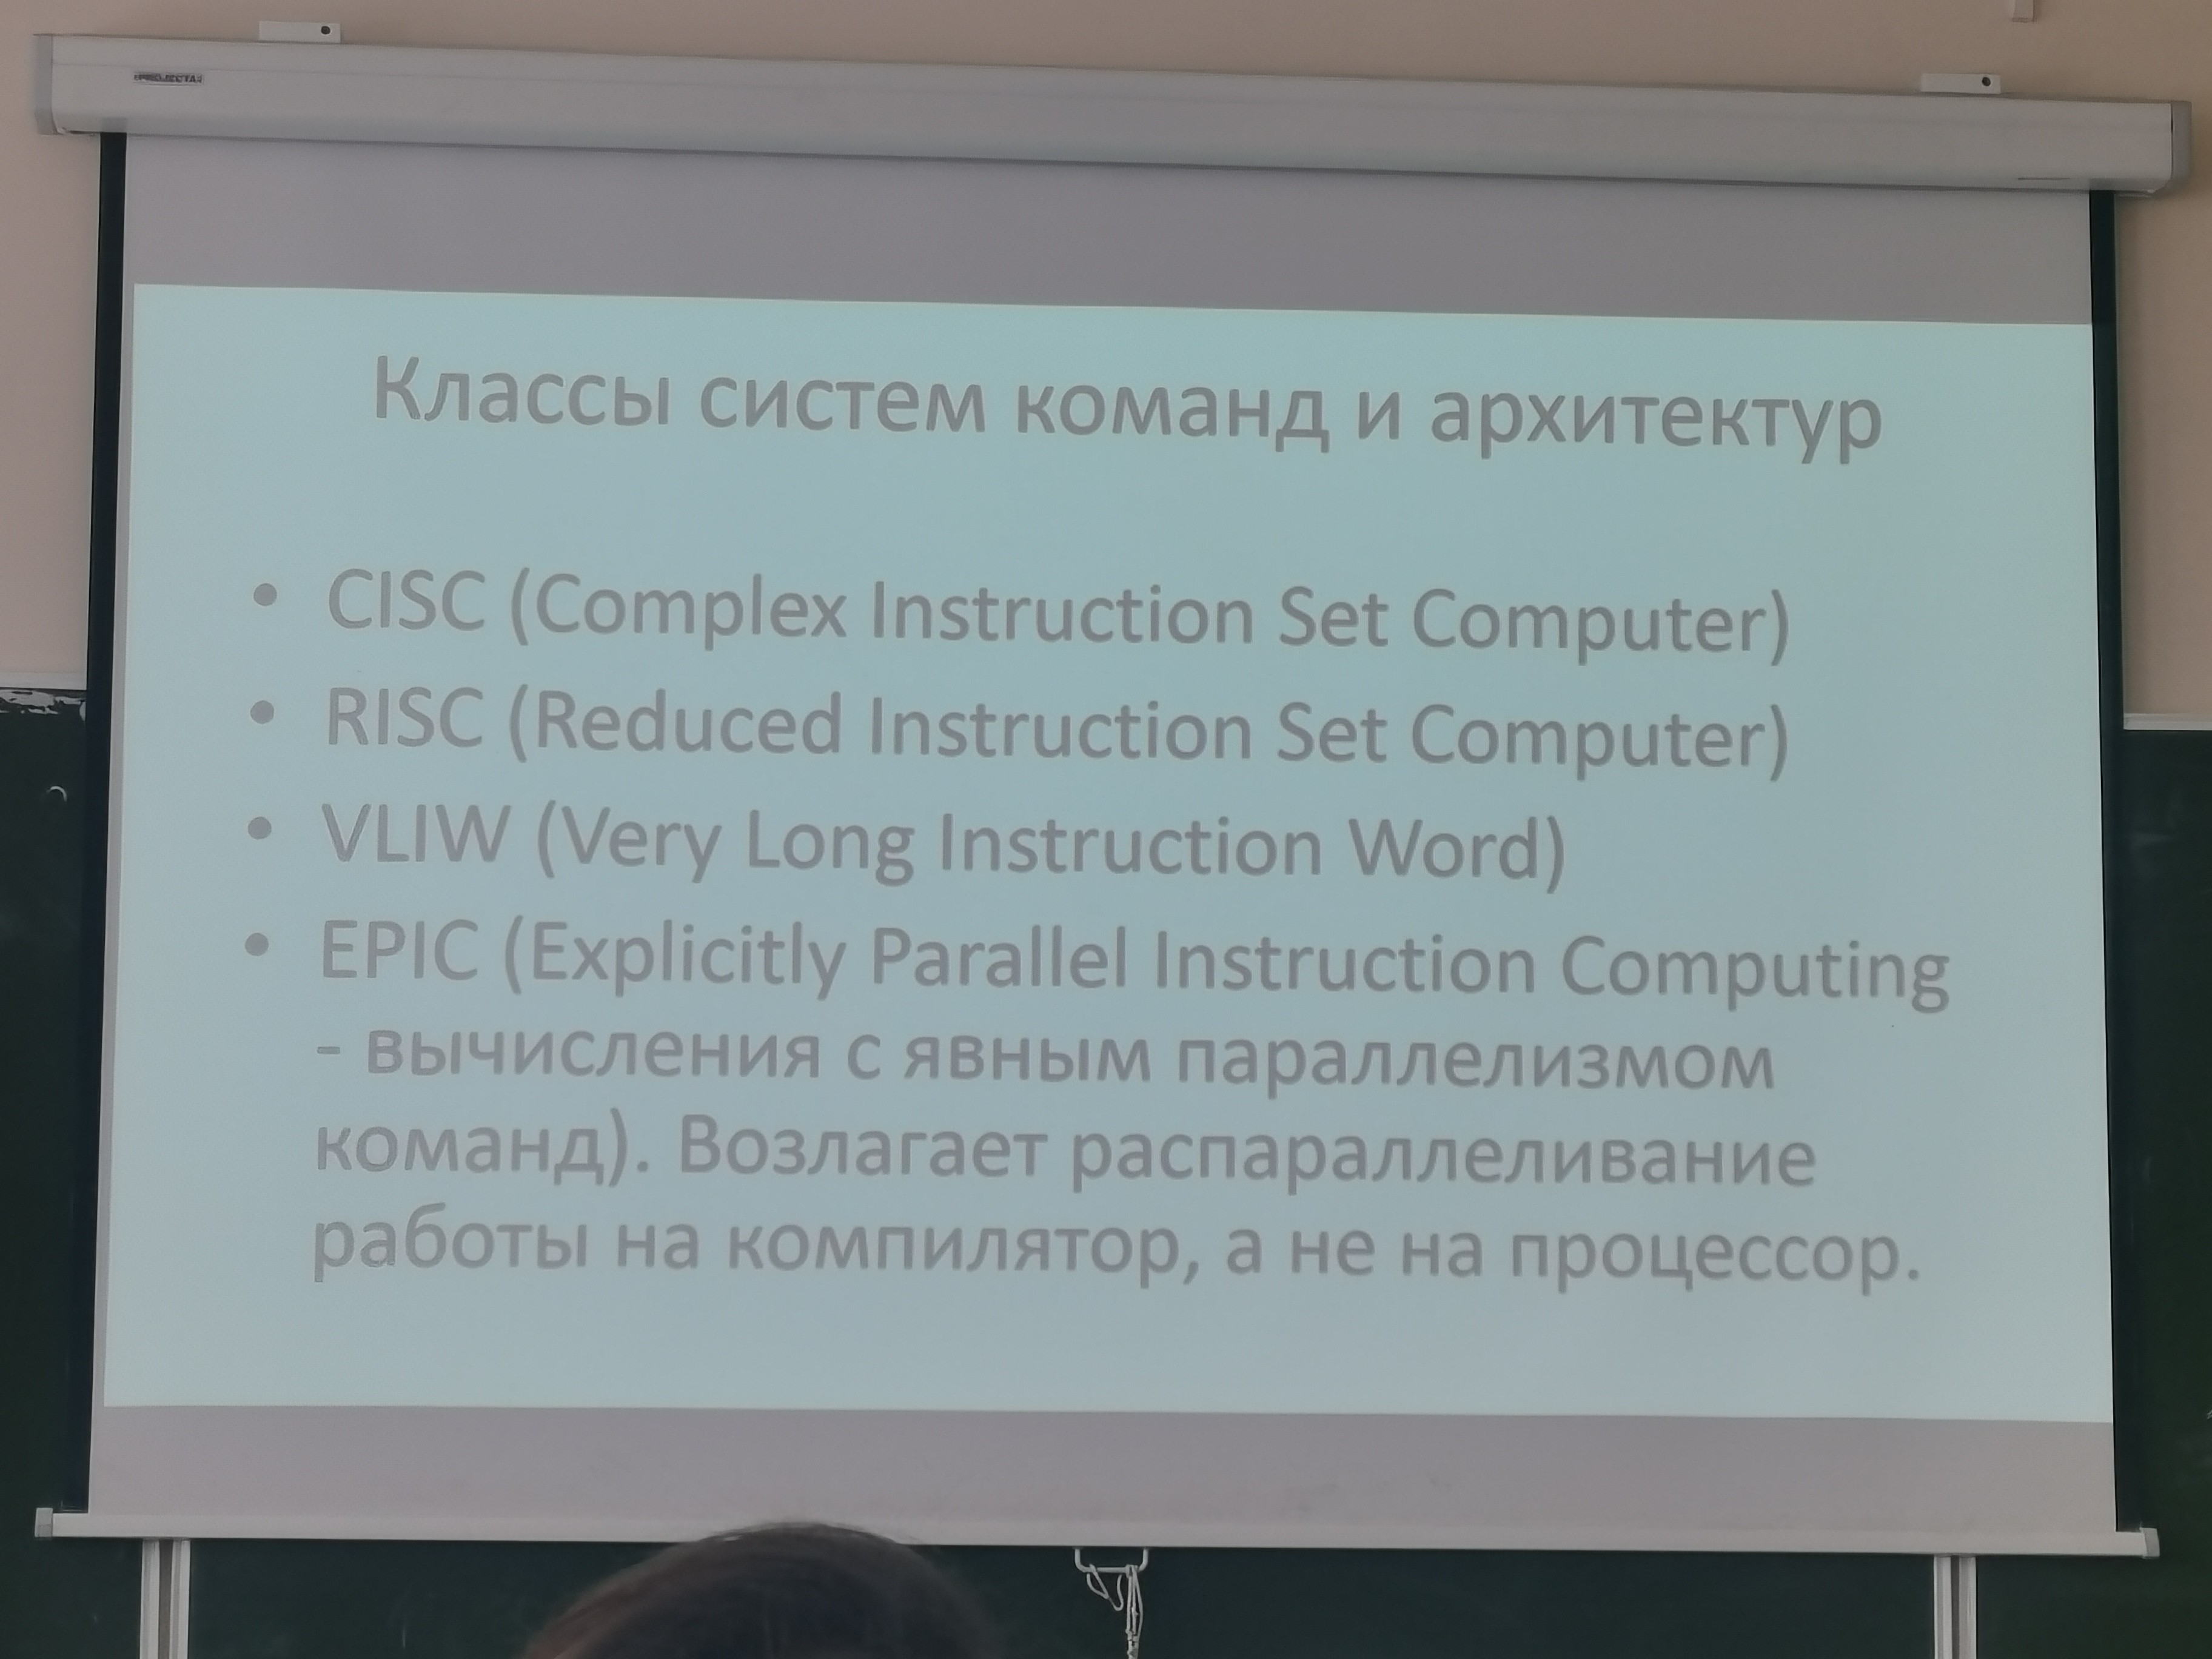 PROJECTA
Классы систем команд и архитектур
• CISC (Complex Instruction Set Computer)
• RISC (Reduced Instruction Set Computer)
• VLIW (Very Long Instruction Word)
• EPIC (Explicitly Parallel Instruction Computing
- вычисления с явным параллелизмом
команд). Возлагает распараллеливание
работы на компилятор, а не на процессор.